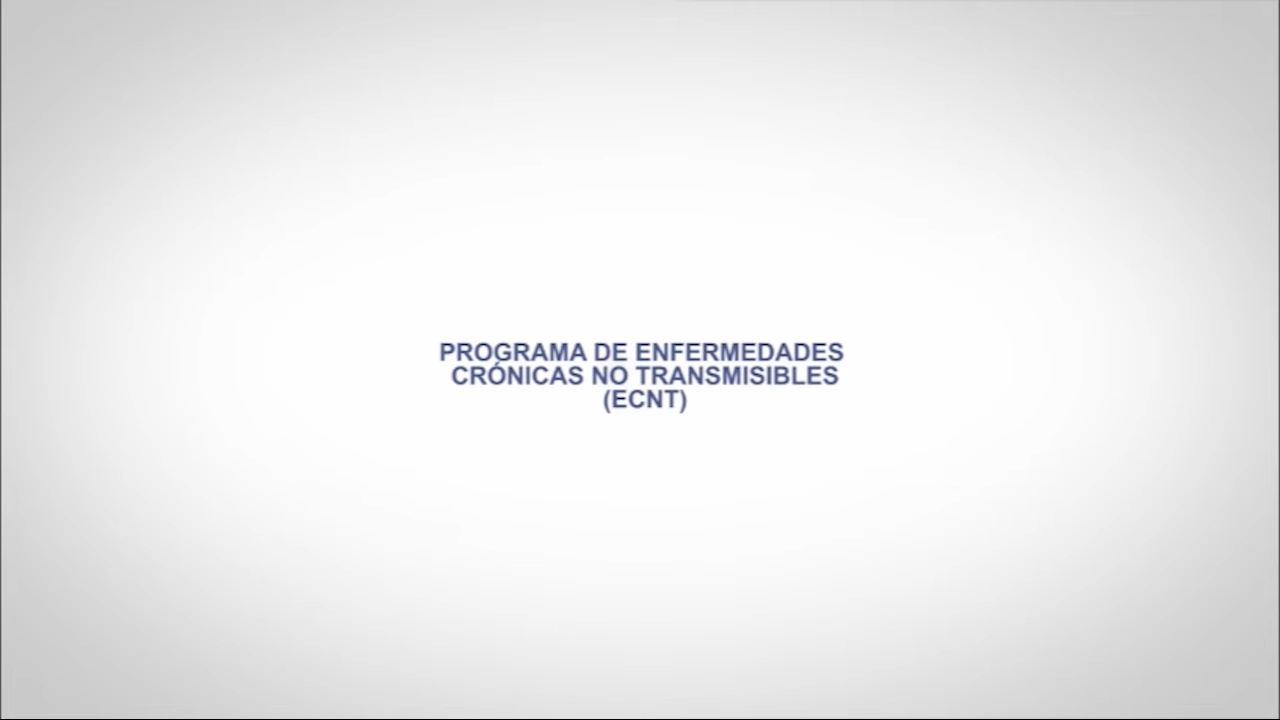 PROGRAMA DE ENFERMEDADES
CRÓNICAS NO TRANSMISIBLES
(ECNT)